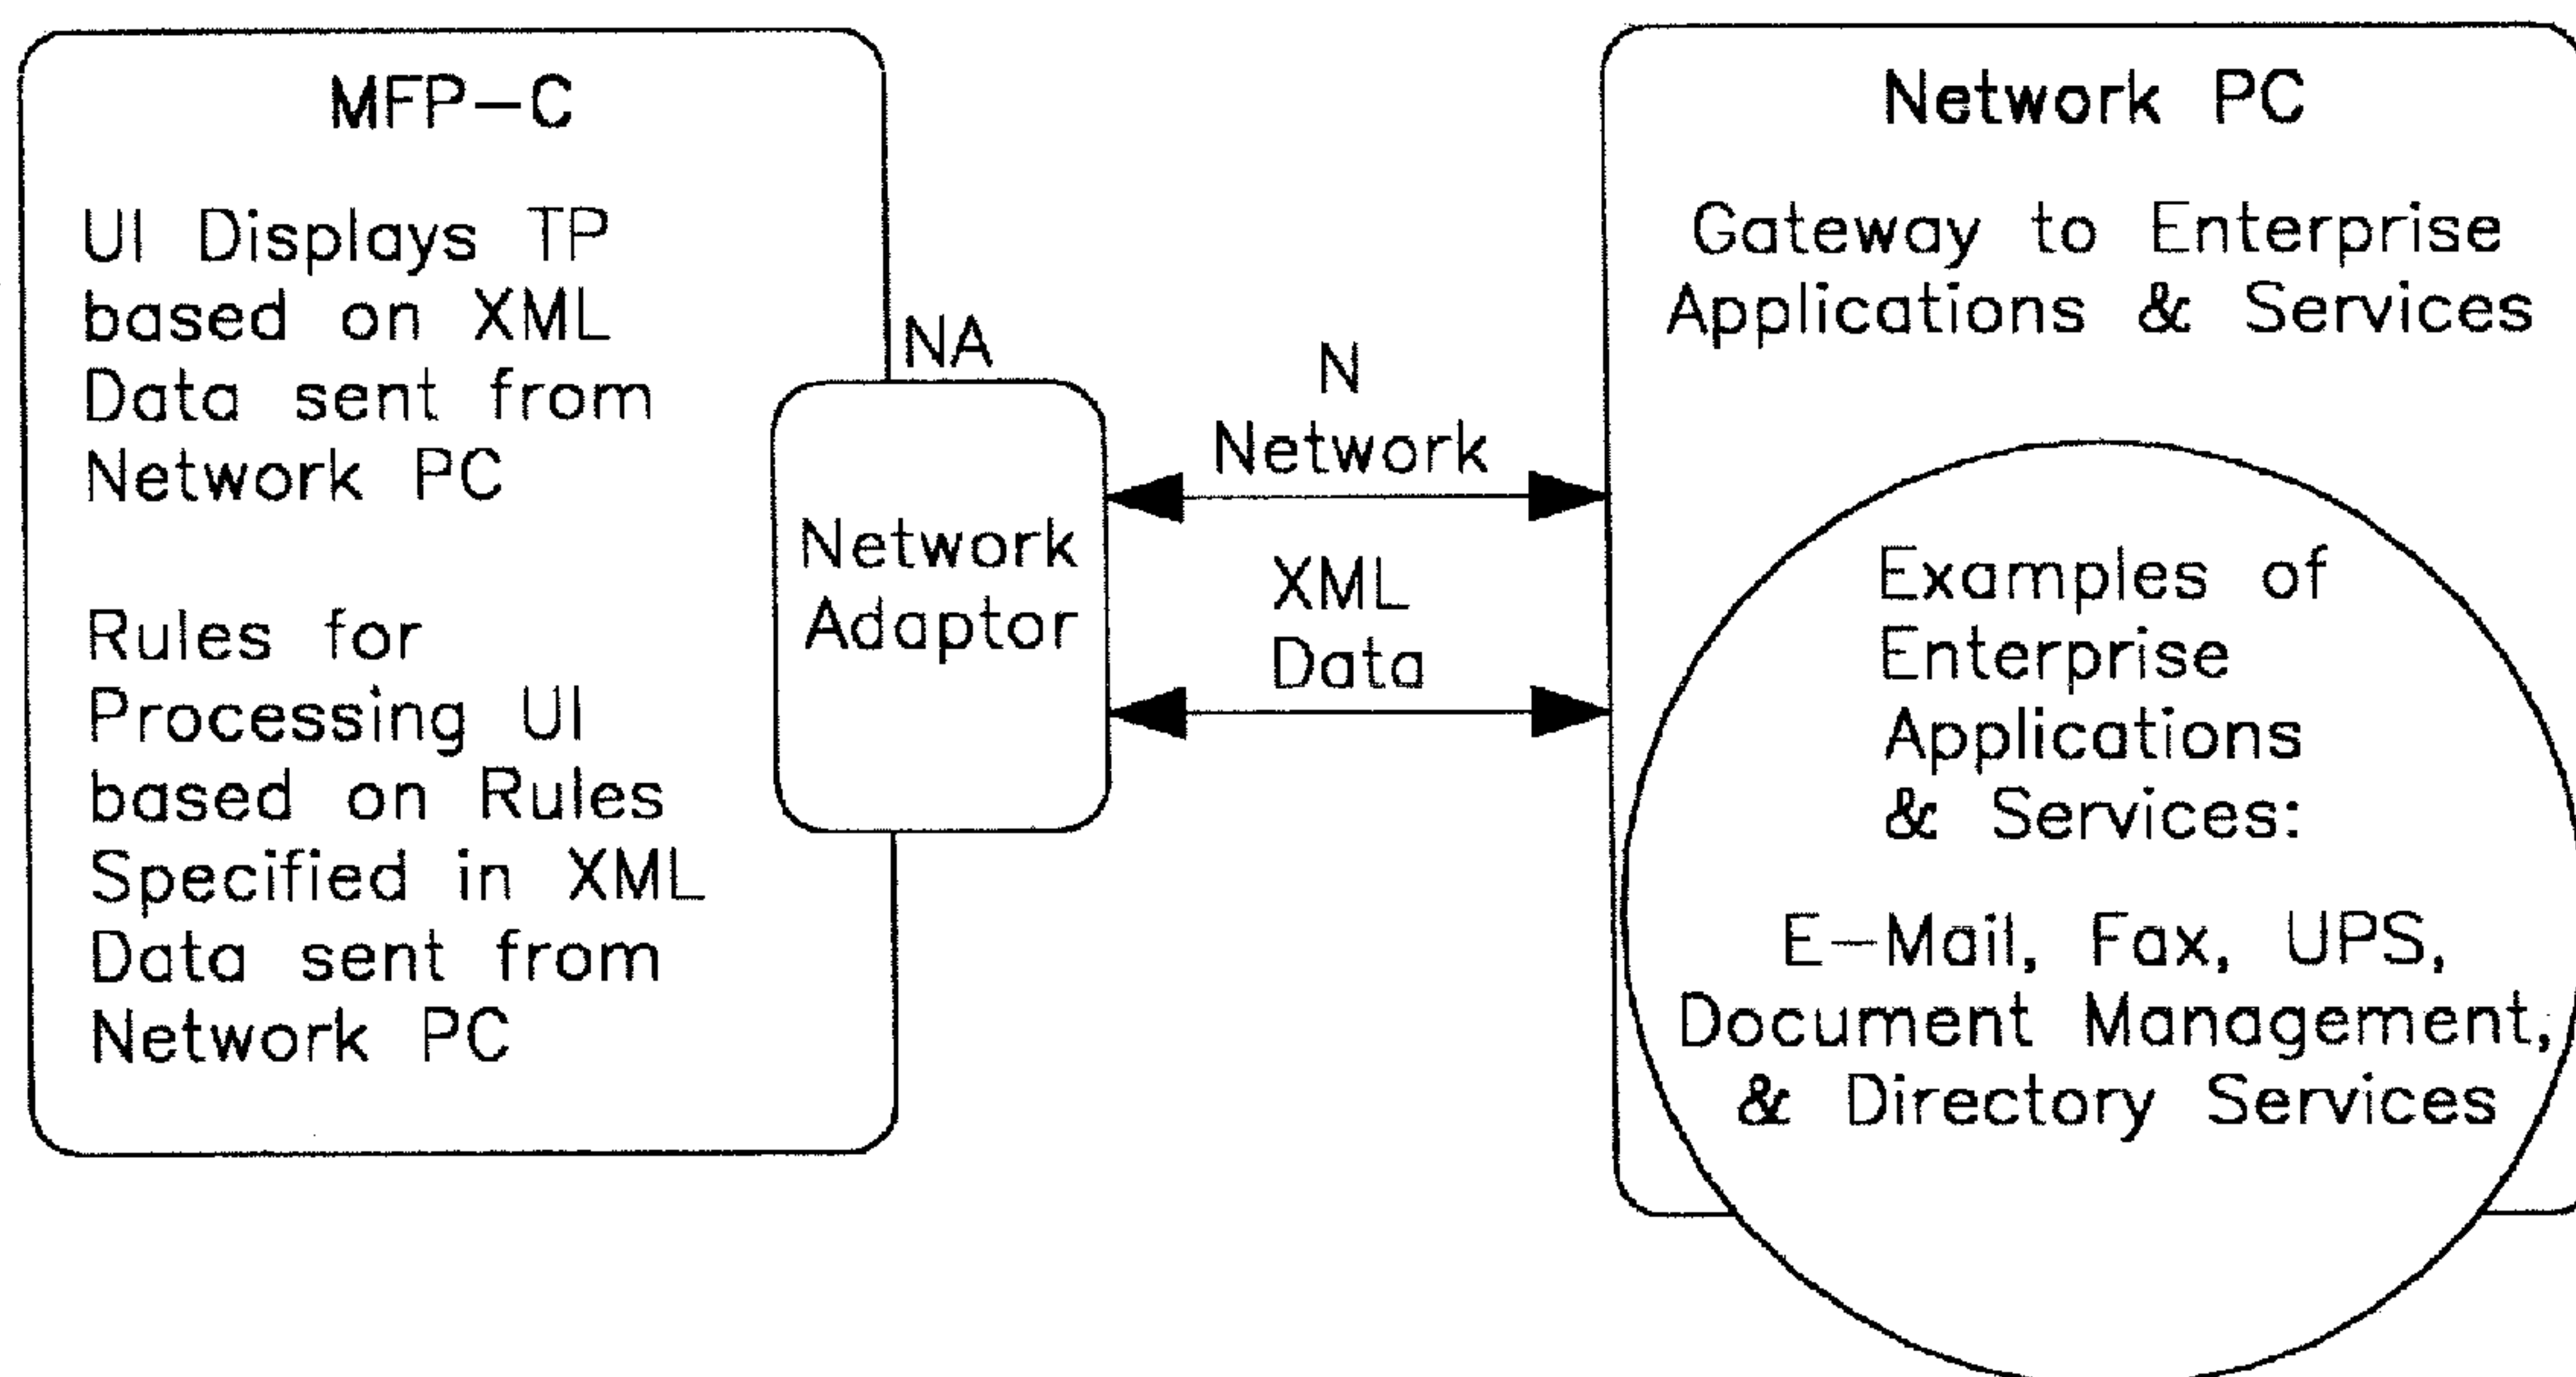 MFP-C
UI Displays TP
based on XML
Data sent from
Network PC
Rules for
Processing UI
based on Rules
Specified in XML
Data sent from
Network PC
NA
Network
Adaptor
N
Network
XML
Data
Network PC
Gateway to Enterprise
Applications & Services
Examples of
Enterprise
Applications
& Services:
E-Mail, Fax, UPS,
Document Management,
& Directory Services